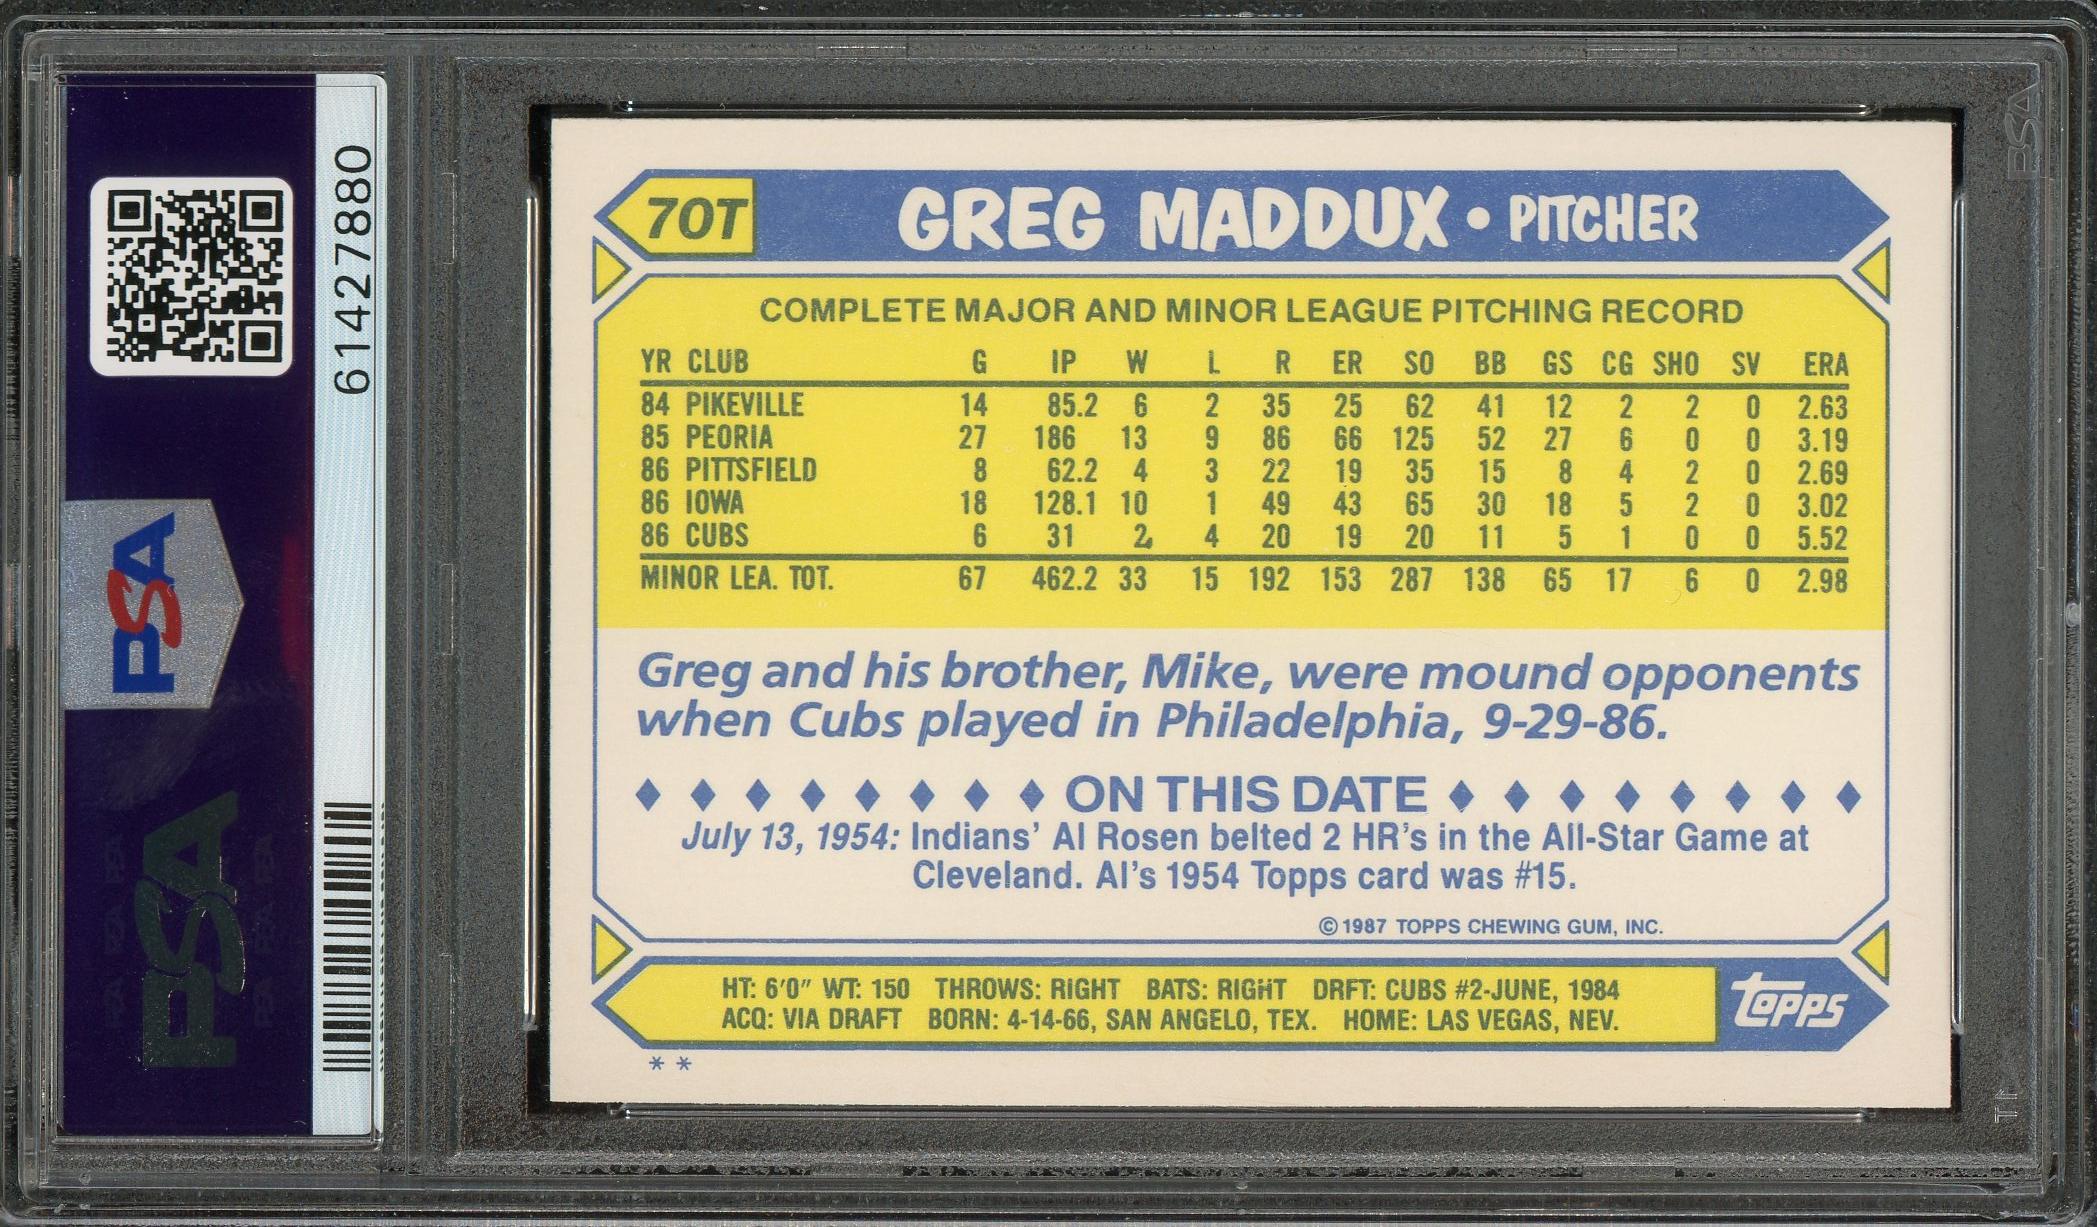 61427880
PSA
PSA
PSA
70T
GREG MADDUX • PITCHER
COMPLETE MAJOR AND MINOR LEAGUE PITCHING RECORD
YR CLUB G IP W L R ER SO BB GS CG SHO SV ERA
84 PIKEVILLE 14 85.2 6 2 35 25 62 41 12 2 2 0 2.63
85 PEORIA 27 186 13 9 86 66 125 52 27 6 0 0 3.19
86 PITTSFIELD 8 62.2 4 3 22 19 35 15 8 4 2 0 2.69
86 IOWA 18 128.1 10 1 49 43 65 30 18 5 2 0 3.02
86 CUBS 6 31 2 4 20 19 20 11 5 1 0 0 5.52
MINOR LEA. TOT. 67 462.2 33 15 192 153 287 138 65 17 6 0 2.98
Greg and his brother, Mike, were mound opponents
when Cubs played in Philadelphia, 9-29-86.
ON THIS DATE
July 13, 1954: Indians' Al Rosen belted 2 HR's in the All-Star Game at
Cleveland. Al's 1954 Topps card was #15.
© 1987 TOPPS CHEWING GUM, INC.
HT: 6'0" WT: 150 THROWS: RIGHT BATS: RIGHT DRFT: CUBS #2-JUNE, 1984
ACQ: VIA DRAFT BORN: 4-14-66, SAN ANGELO, TEX. HOME: LAS VEGAS, NEV.
topps
* *